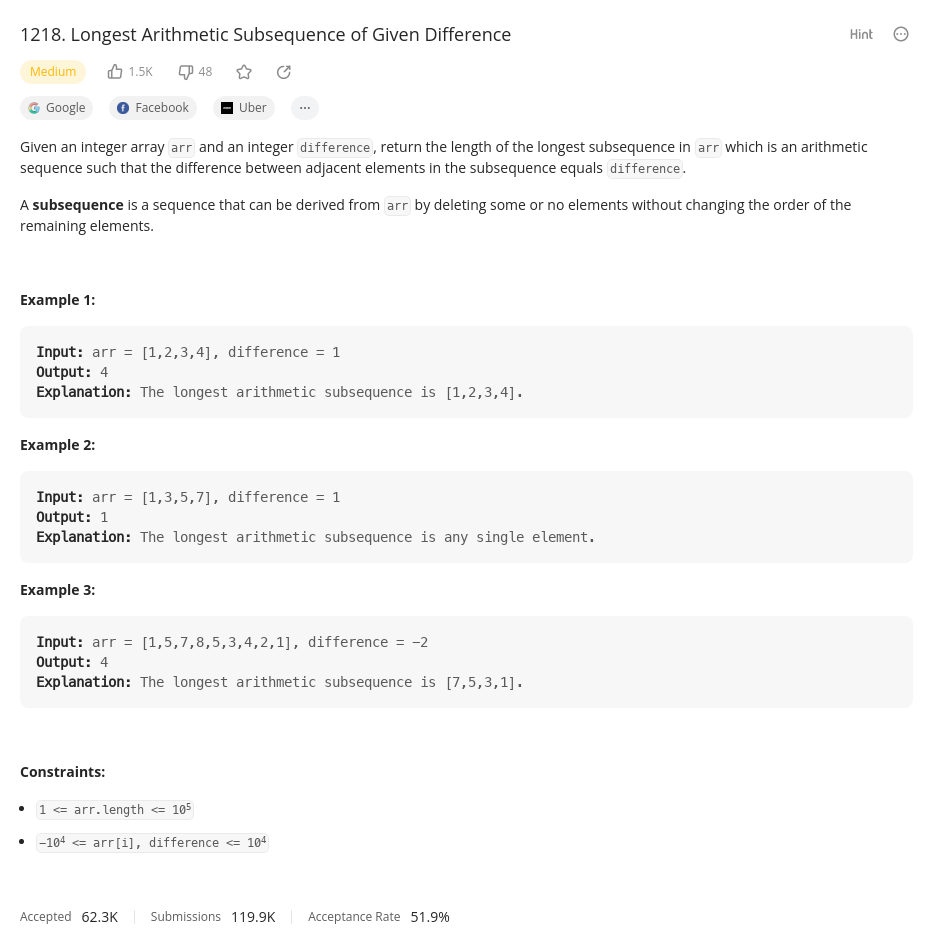 1218. Longest Arithmetic Subsequence of Given Difference
Hint
Medium 1.5K 48
Google Facebook Uber ...
Given an integer array arr and an integer difference, return the length of the longest subsequence in arr which is an arithmetic
sequence such that the difference between adjacent elements in the subsequence equals difference.
A subsequence is a sequence that can be derived from arr by deleting some or no elements without changing the order of the
remaining elements.
Example 1:
Input: arr = [1,2,3,4], difference = 1
Output: 4
Explanation: The longest arithmetic subsequence is [1,2,3,4].
Example 2:
Input: arr = [1,3,5,7], difference = 1
Output: 1
Explanation: The longest arithmetic subsequence is any single element.
Example 3:
Input: arr = [1,5,7,8,5,3,4,2,1], difference = −2
Output: 4
Explanation: The longest arithmetic subsequence is [7,5,3,1].
Constraints:
• 1 <= arr.length <= 10⁵
• −10⁴ <= arr[i], difference <= 10⁴
Accepted 62.3K Submissions 119.9K Acceptance Rate 51.9%